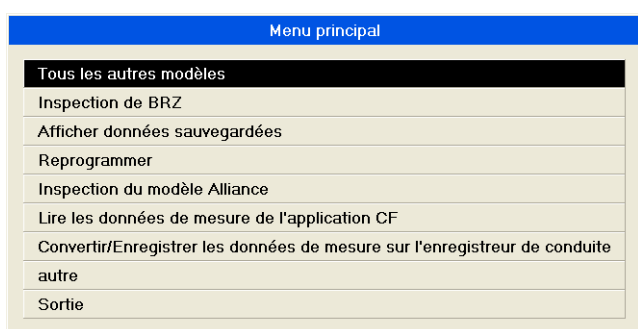 Menu principal
Tous les autres modèles
Inspection de BRZ
Afficher données sauvegardées
Reprogrammer
Inspection du modèle Alliance
Lire les données de mesure de l'application CF
Convertir/Enregistrer les données de mesure sur l'enregistreur de conduite
autre
Sortie